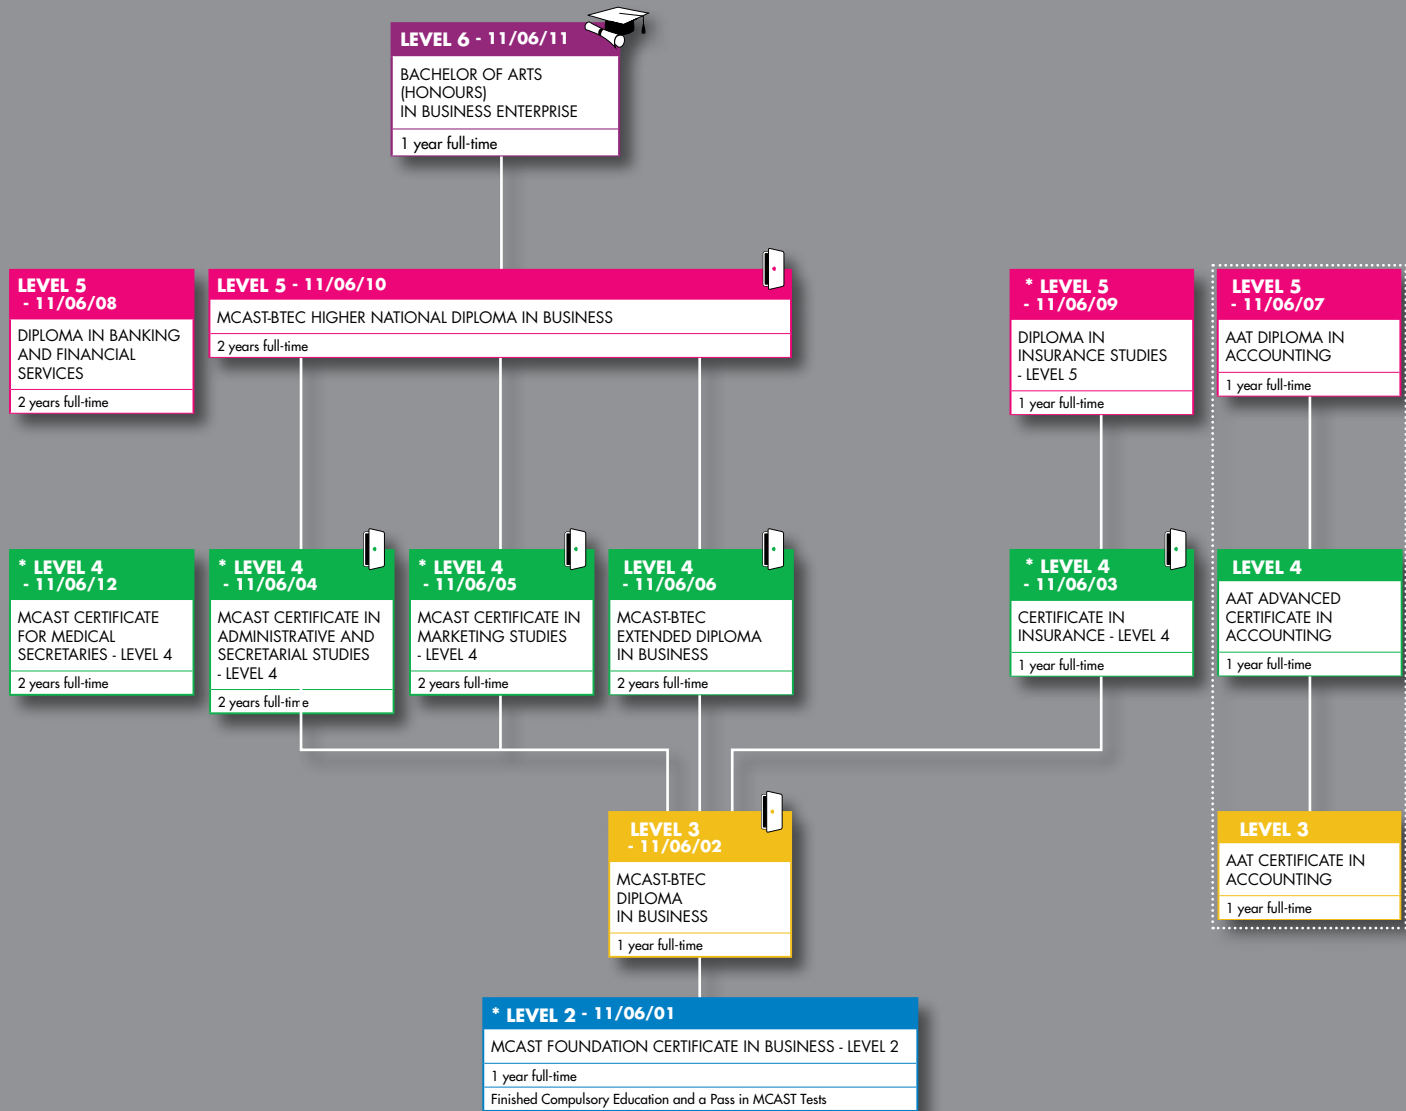 LEVEL 6 - 11/06/11
BACHELOR OF ARTS
(HONOURS)
IN BUSINESS ENTERPRISE
1 year full-time
LEVEL 5
- 11/06/08
DIPLOMA IN BANKING
AND FINANCIAL
SERVICES
2 years full-time
LEVEL 5 - 11/06/10
MCAST-BTEC HIGHER NATIONAL DIPLOMA IN BUSINESS
2 years full-time
* LEVEL 5
- 11/06/09
DIPLOMA IN
INSURANCE STUDIES
- LEVEL 5
1 year full-time
LEVEL 5
- 11/06/07
AAT DIPLOMA IN
ACCOUNTING
1 year full-time
* LEVEL 4
- 11/06/12
MCAST CERTIFICATE
FOR MEDICAL
SECRETARIES - LEVEL 4
2 years full-time
* LEVEL 4
- 11/06/04
MCAST CERTIFICATE IN
ADMINISTRATIVE AND
SECRETARIAL STUDIES
- LEVEL 4
2 years full-time
* LEVEL 4
- 11/06/05
MCAST CERTIFICATE IN
MARKETING STUDIES
- LEVEL 4
2 years full-time
LEVEL 4
- 11/06/06
MCAST-BTEC
EXTENDED DIPLOMA
IN BUSINESS
2 years full-time
* LEVEL 4
- 11/06/03
CERTIFICATE IN
INSURANCE - LEVEL 4
1 year full-time
LEVEL 4
AAT ADVANCED
CERTIFICATE IN
ACCOUNTING
1 year full-time
LEVEL 3
- 11/06/02
MCAST-BTEC
DIPLOMA
IN BUSINESS
1 year full-time
LEVEL 3
AAT CERTIFICATE IN
ACCOUNTING
1 year full-time
* LEVEL 2 - 11/06/01
MCAST FOUNDATION CERTIFICATE IN BUSINESS - LEVEL 2
1 year full-time
Finished Compulsory Education and a Pass in MCAST Tests